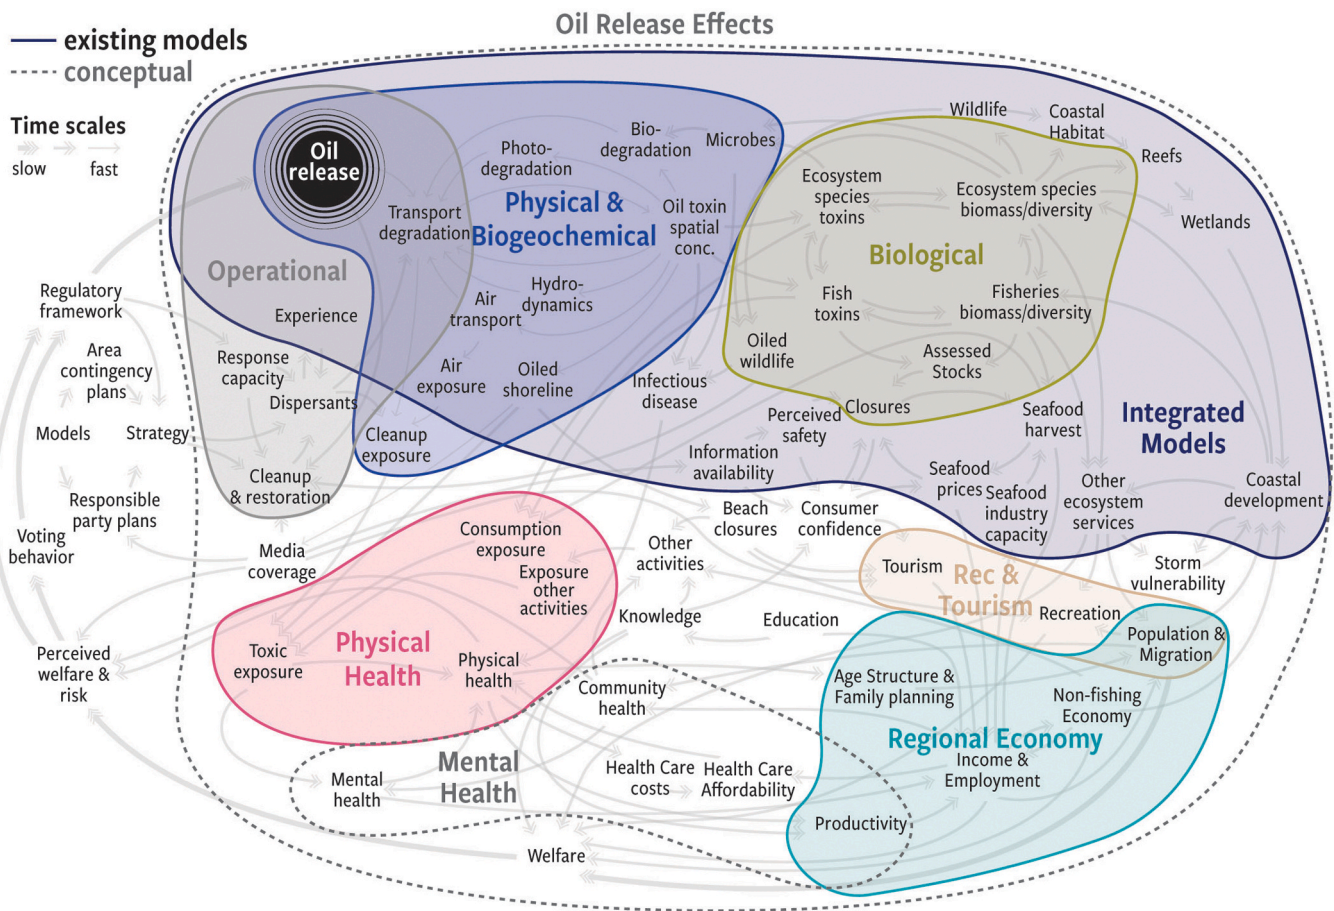 Oil Release Effects
existing models
conceptual
Time scales
slow
fast
Oil
release
Operational
Experience
Response
capacity
Dispersants
Cleanup
& restoration
Transport
degradation
Photo-
degradation
Bio-
degradation
Microbes
Physical &
Biogeochemical
Oil toxin
spatial
conc.
Hydro-
dynamics
Air
transport
Air
exposure
Oiled
shoreline
Cleanup
exposure
Infectious
disease
Information
availability
Perceived
safety
Wildlife
Coastal
Habitat
Reefs
Wetlands
Ecosystem
species
toxins
Ecosystem species
biomass/diversity
Biological
Fish
toxins
Fisheries
biomass/diversity
Oiled
wildlife
Assessed
Stocks
Closures
Seafood
harvest
Integrated
Models
Seafood
prices
Seafood
industry
capacity
Other
ecosystem
services
Coastal
development
Regulatory
framework
Area
contingency
plans
Models
Strategy
Responsible
party plans
Voting
behavior
Media
coverage
Perceived
welfare &
risk
Consumption
exposure
Exposure
other
activities
Physical
Health
Toxic
exposure
Physical
health
Beach
closures
Consumer
confidence
Other
activities
Knowledge
Education
Tourism
Rec &
Tourism
Recreation
Storm
vulnerability
Population &
Migration
Age Structure &
Family planning
Non-fishing
Economy
Regional Economy
Income &
Employment
Productivity
Community
health
Mental
Health
Mental
health
Health Care
costs
Health Care
Affordability
Welfare